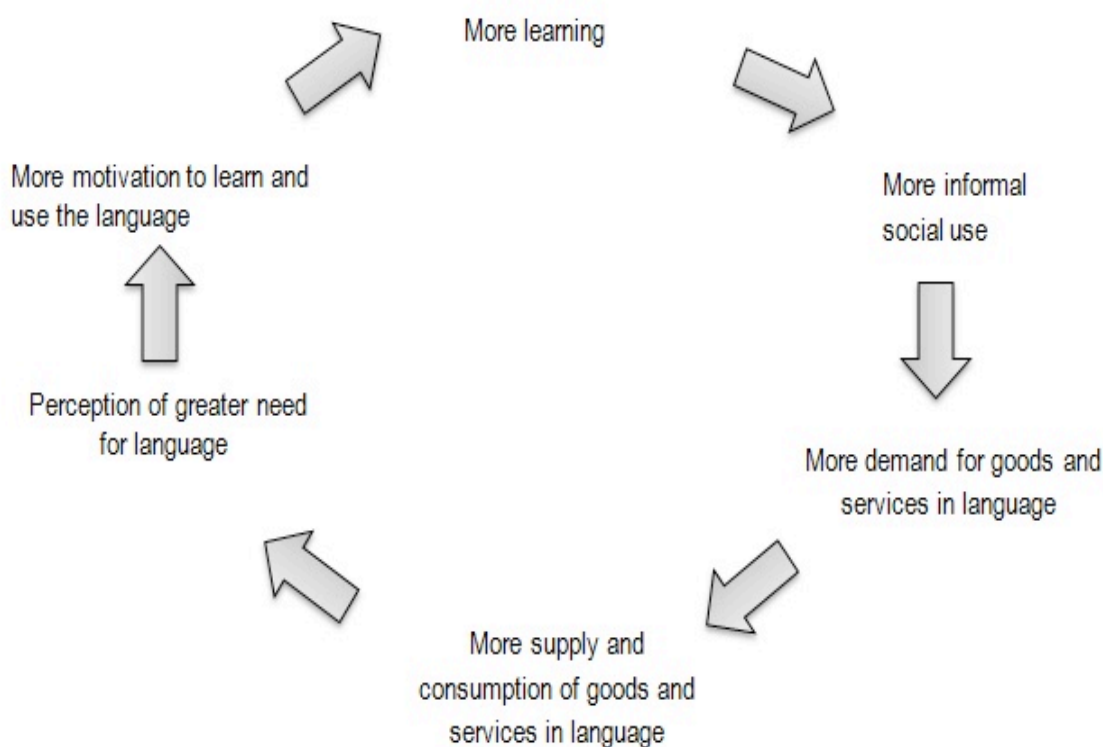 More learning
More informal
social use
More demand for goods and
services in language
More supply and
consumption of goods and
services in language
Perception of greater need
for language
More motivation to learn and
use the language